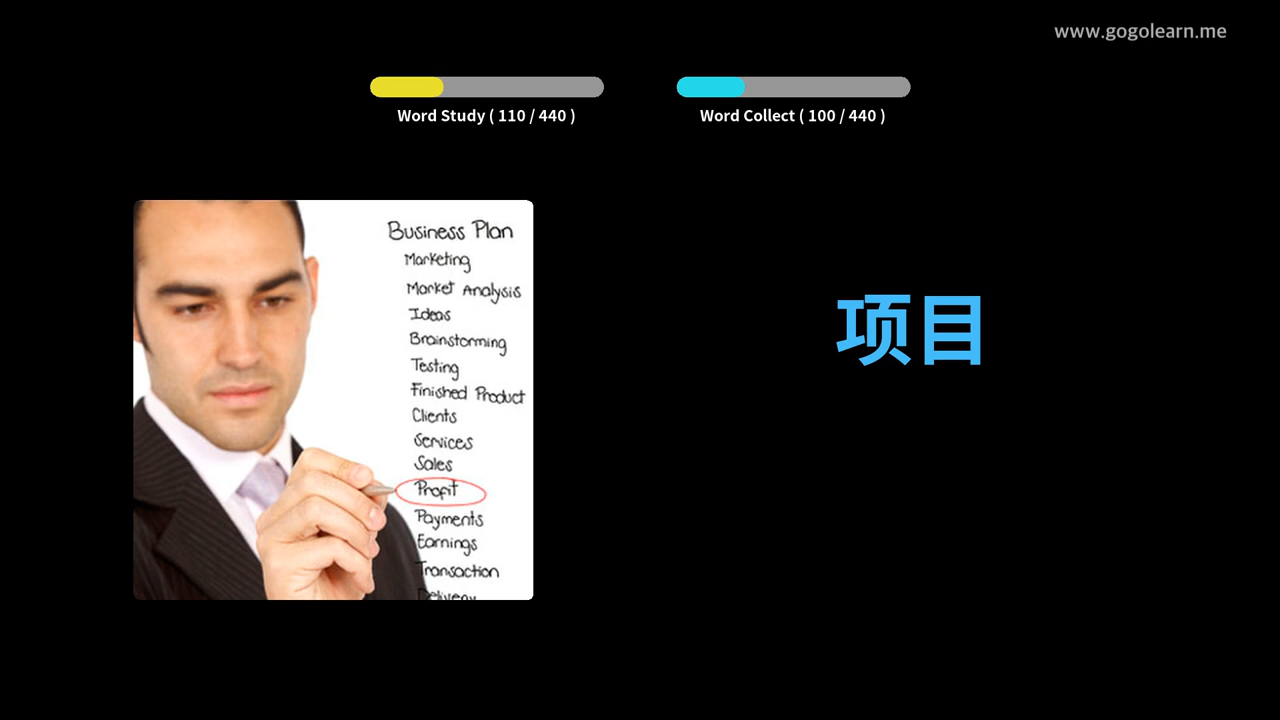 www.gogolearn.me
Word Study ( 110 / 440 )
Word Collect ( 100 / 440 )
Business Plan
Marketing
Market Analysis
Ideas
Brainstorming
Testing
Finished Product
Clients
Services
Sales
Profit
Payments
Earnings
Transaction
Delivery
项目